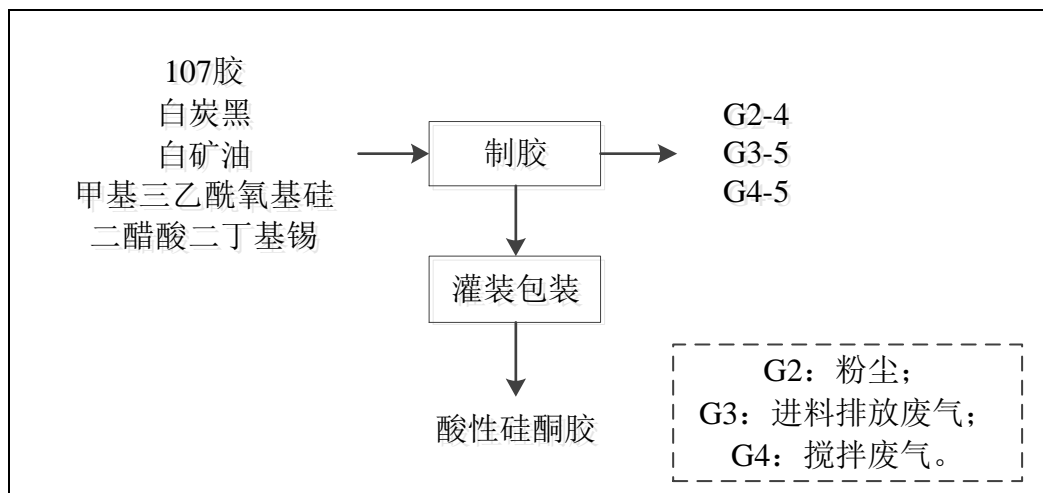 107胶
白炭黑
白矿油
甲基三乙酰氧基硅
二醋酸二丁基锡
制胶
G2-4
G3-5
G4-5
灌装包装
酸性硅酮胶
G2：粉尘；
G3：进料排放废气；
G4：搅拌废气。